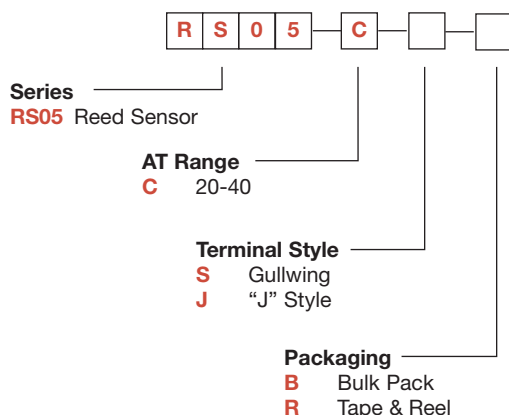 R S 0 5 C
Series
RS05 Reed Sensor
AT Range
C 20-40
Terminal Style
S Gullwing
J “J” Style
Packaging
B Bulk Pack
R Tape & Reel